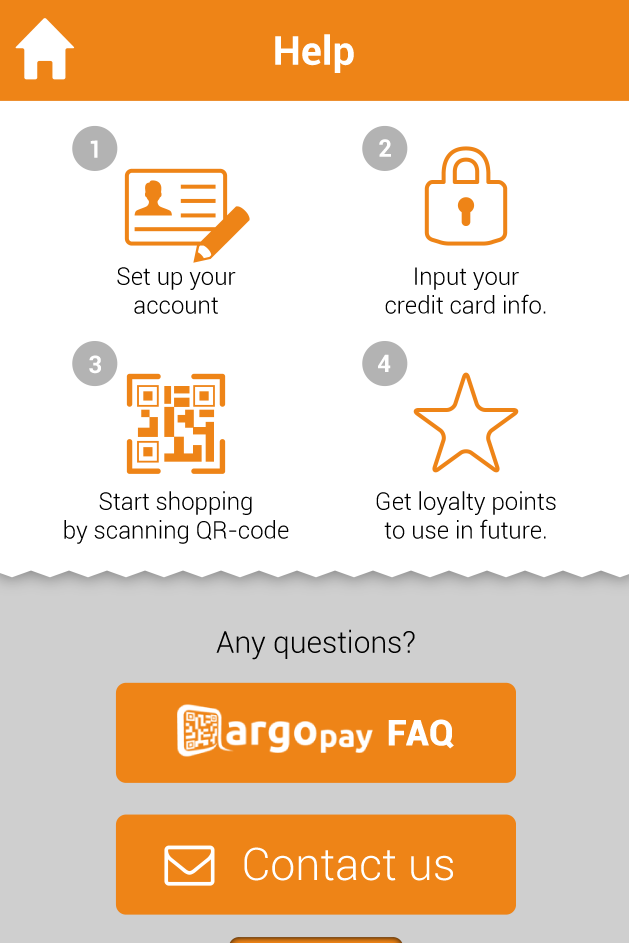 Help
1
Set up your
account
2
Input your
credit card info.
3
Start shopping
by scanning QR-code
4
Get loyalty points
to use in future.
Any questions?
argopay FAQ
Contact us